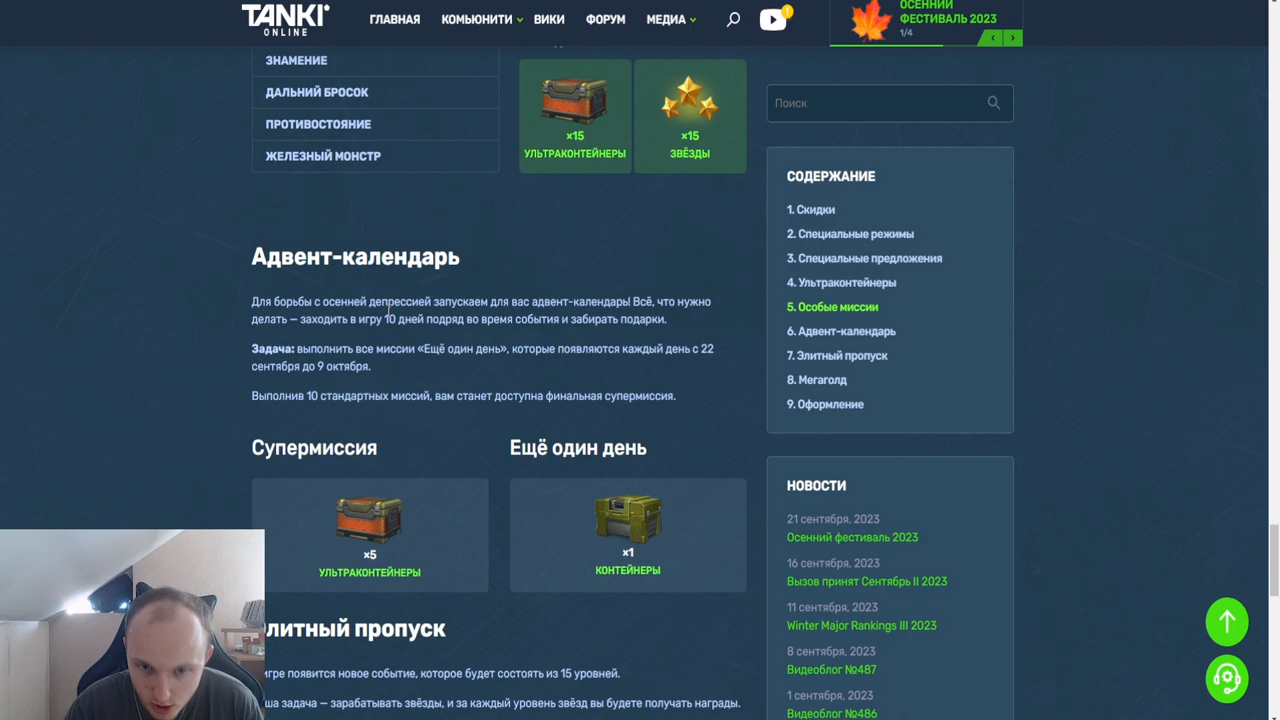 TANKI
ONLINE
ГЛАВНАЯ
КОМЬЮНИТИ
ВИКИ
ФОРУМ
МЕДИА
!
ОСЕННИЙ
ФЕСТИВАЛЬ 2023
1/4
ЗНАМЕНИЕ
ДАЛЬНИЙ БРОСОК
ПРОТИВОСТОЯНИЕ
ЖЕЛЕЗНЫЙ МОНСТР
×15
УЛЬТРАКОНТЕЙНЕРЫ
×15
ЗВЁЗДЫ
Адвент-календарь
Для борьбы с осенней депрессией запускаем для вас адвент-календарь! Всё, что нужно
делать – заходить в игру 10 дней подряд во время события и забирать подарки.
Задача: выполнить все миссии «Ещё один день», которые появляются каждый день с 22
сентября до 9 октября.
Выполнив 10 стандартных миссий, вам станет доступна финальная супермиссия.
Супермиссия
×5
УЛЬТРАКОНТЕЙНЕРЫ
Ещё один день
×1
КОНТЕЙНЕРЫ
литный пропуск
игре появится новое событие, которое будет состоять из 15 уровней.
ша задача – зарабатывать звёзды, и за каждый уровень звёзд вы будете получать награды.
Поиск
СОДЕРЖАНИЕ
1. Скидки
2. Специальные режимы
3. Специальные предложения
4. Ультраконтейнеры
5. Особые миссии
6. Адвент-календарь
7. Элитный пропуск
8. Мегаголд
9. Оформление
НОВОСТИ
21 сентября, 2023
Осенний фестиваль 2023
16 сентября, 2023
Вызов принят Сентябрь II 2023
11 сентября, 2023
Winter Major Rankings III 2023
8 сентября, 2023
Видеоблог №487
1 сентября, 2023
Видеоблог №486